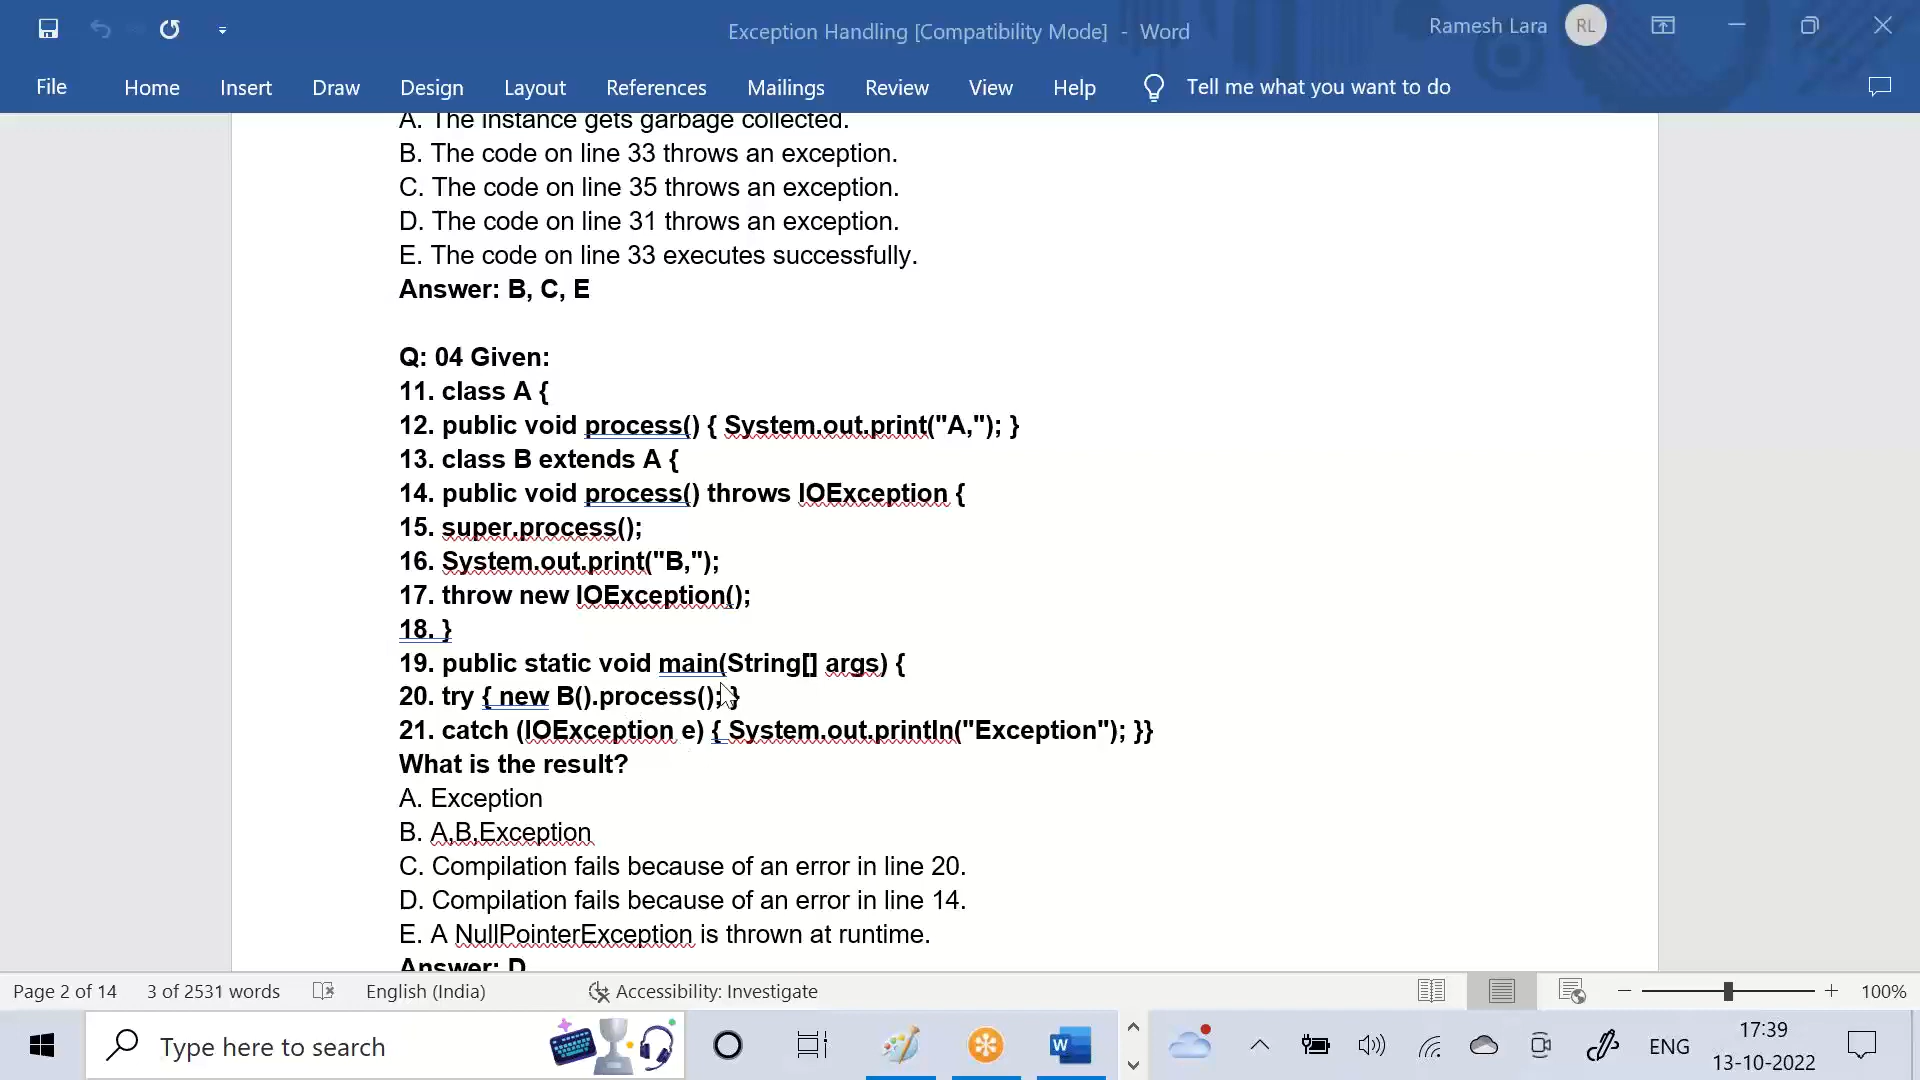 Exception Handling [Compatibility Mode] - Word
Ramesh Lara RL
File Home Insert Draw Design Layout References Mailings Review View Help Tell me what you want to do
A. The instance gets garbage collected.
B. The code on line 33 throws an exception.
C. The code on line 35 throws an exception.
D. The code on line 31 throws an exception.
E. The code on line 33 executes successfully.
Answer: B, C, E
Q: 04 Given:
11. class A {
12. public void process() { System.out.print("A,"); }
13. class B extends A {
14. public void process() throws IOException {
15. super.process();
16. System.out.print("B,");
17. throw new IOException();
18. }
19. public static void main(String[] args) {
20. try { new B().process(); }
21. catch (IOException e) { System.out.println("Exception"); }}
What is the result?
A. Exception
B. A,B,Exception
C. Compilation fails because of an error in line 20.
D. Compilation fails because of an error in line 14.
E. A NullPointerException is thrown at runtime.
Answer: D
Page 2 of 14 3 of 2531 words English (India) Accessibility: Investigate 100%
Type here to search
W
ENG
17:39
13-10-2022